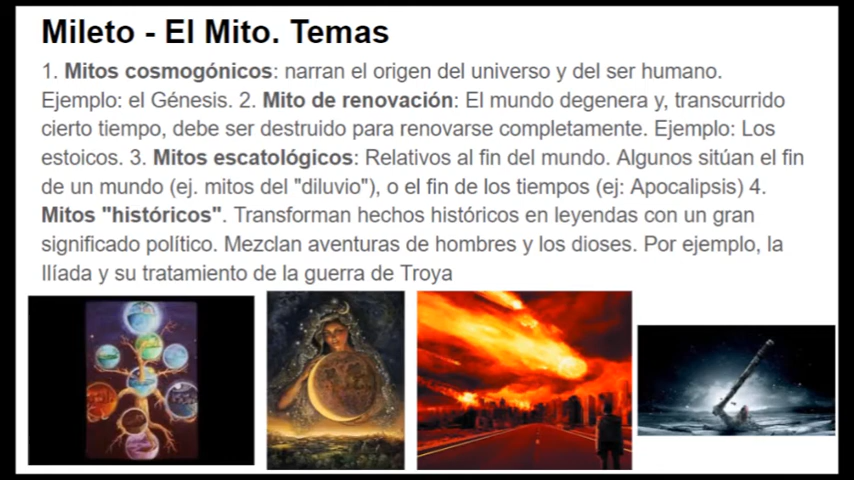 Mileto - El Mito. Temas
1. Mitos cosmogónicos: narran el origen del universo y del ser humano.
Ejemplo: el Génesis. 2. Mito de renovación: El mundo degenera y, transcurrido
cierto tiempo, debe ser destruido para renovarse completamente. Ejemplo: Los
estoicos. 3. Mitos escatológicos: Relativos al fin del mundo. Algunos sitúan el fin
de un mundo (ej. mitos del "diluvio"), o el fin de los tiempos (ej: Apocalipsis) 4.
Mitos "históricos". Transforman hechos históricos en leyendas con un gran
significado político. Mezclan aventuras de hombres y los dioses. Por ejemplo, la
Ilíada y su tratamiento de la guerra de Troya